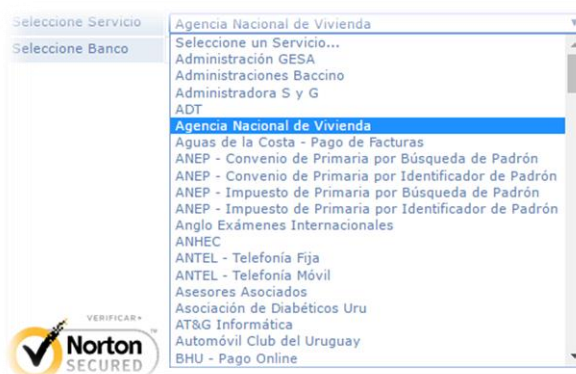 Seleccione Servicio
Agencia Nacional de Vivienda
Seleccione Banco
Seleccione un Servicio...
Administración GESA
Administraciones Baccino
Administradora S y G
ADT
Agencia Nacional de Vivienda
Aguas de la Costa - Pago de Facturas
ANEP - Convenio de Primaria por Búsqueda de Padrón
ANEP - Convenio de Primaria por Identificador de Padrón
ANEP - Impuesto de Primaria por Búsqueda de Padrón
ANEP - Impuesto de Primaria por Identificador de Padrón
Anglo Exámenes Internacionales
ANHEC
ANTEL - Telefonía Fija
ANTEL - Telefonía Móvil
Asesores Asociados
Asociación de Diabéticos Uru
AT&G Informática
Automóvil Club del Uruguay
BHU - Pago Online
VERIFICAR
Norton
SECURED